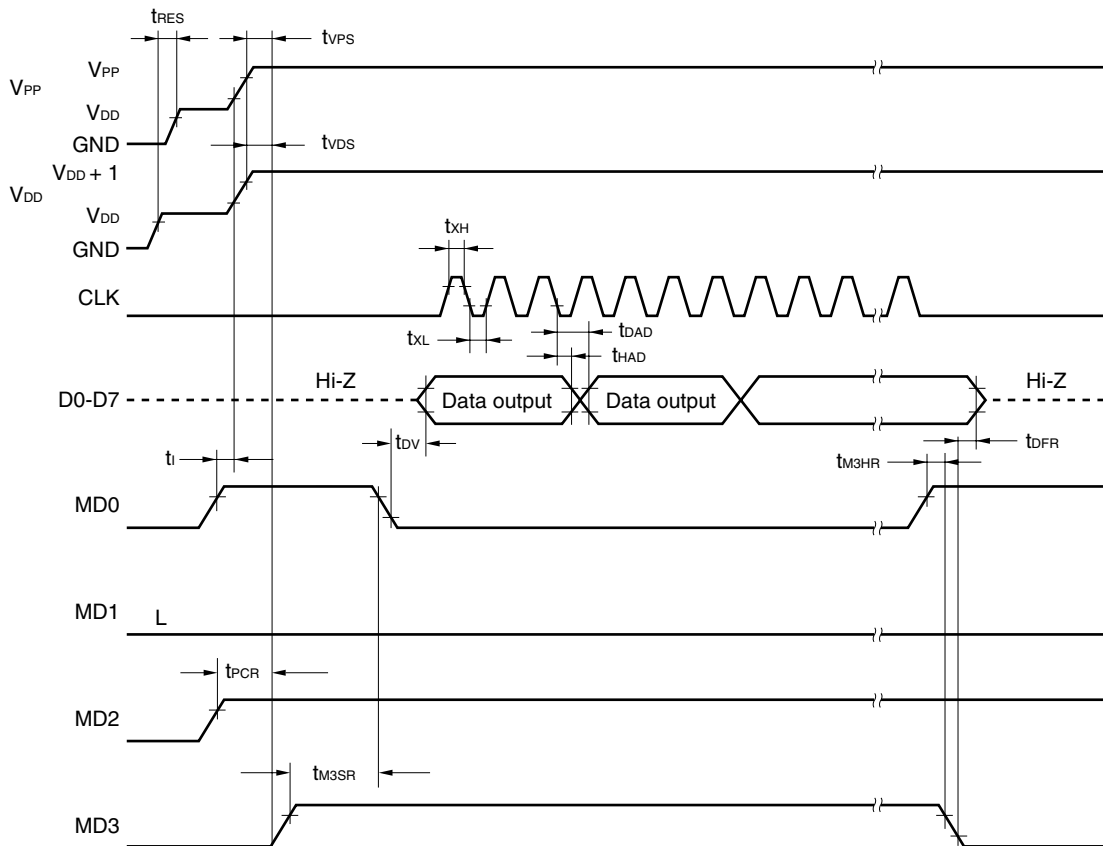 tRES
tVPS
VPP
VPP
VDD
GND
tVDS
VDD + 1
VDD
VDD
GND
tXH
CLK
tXL
tDAD
tHAD
Hi-Z
Hi-Z
D0-D7
Data output
Data output
tDV
tDFR
tI
tM3HR
MD0
MD1
L
tPCR
MD2
tM3SR
MD3